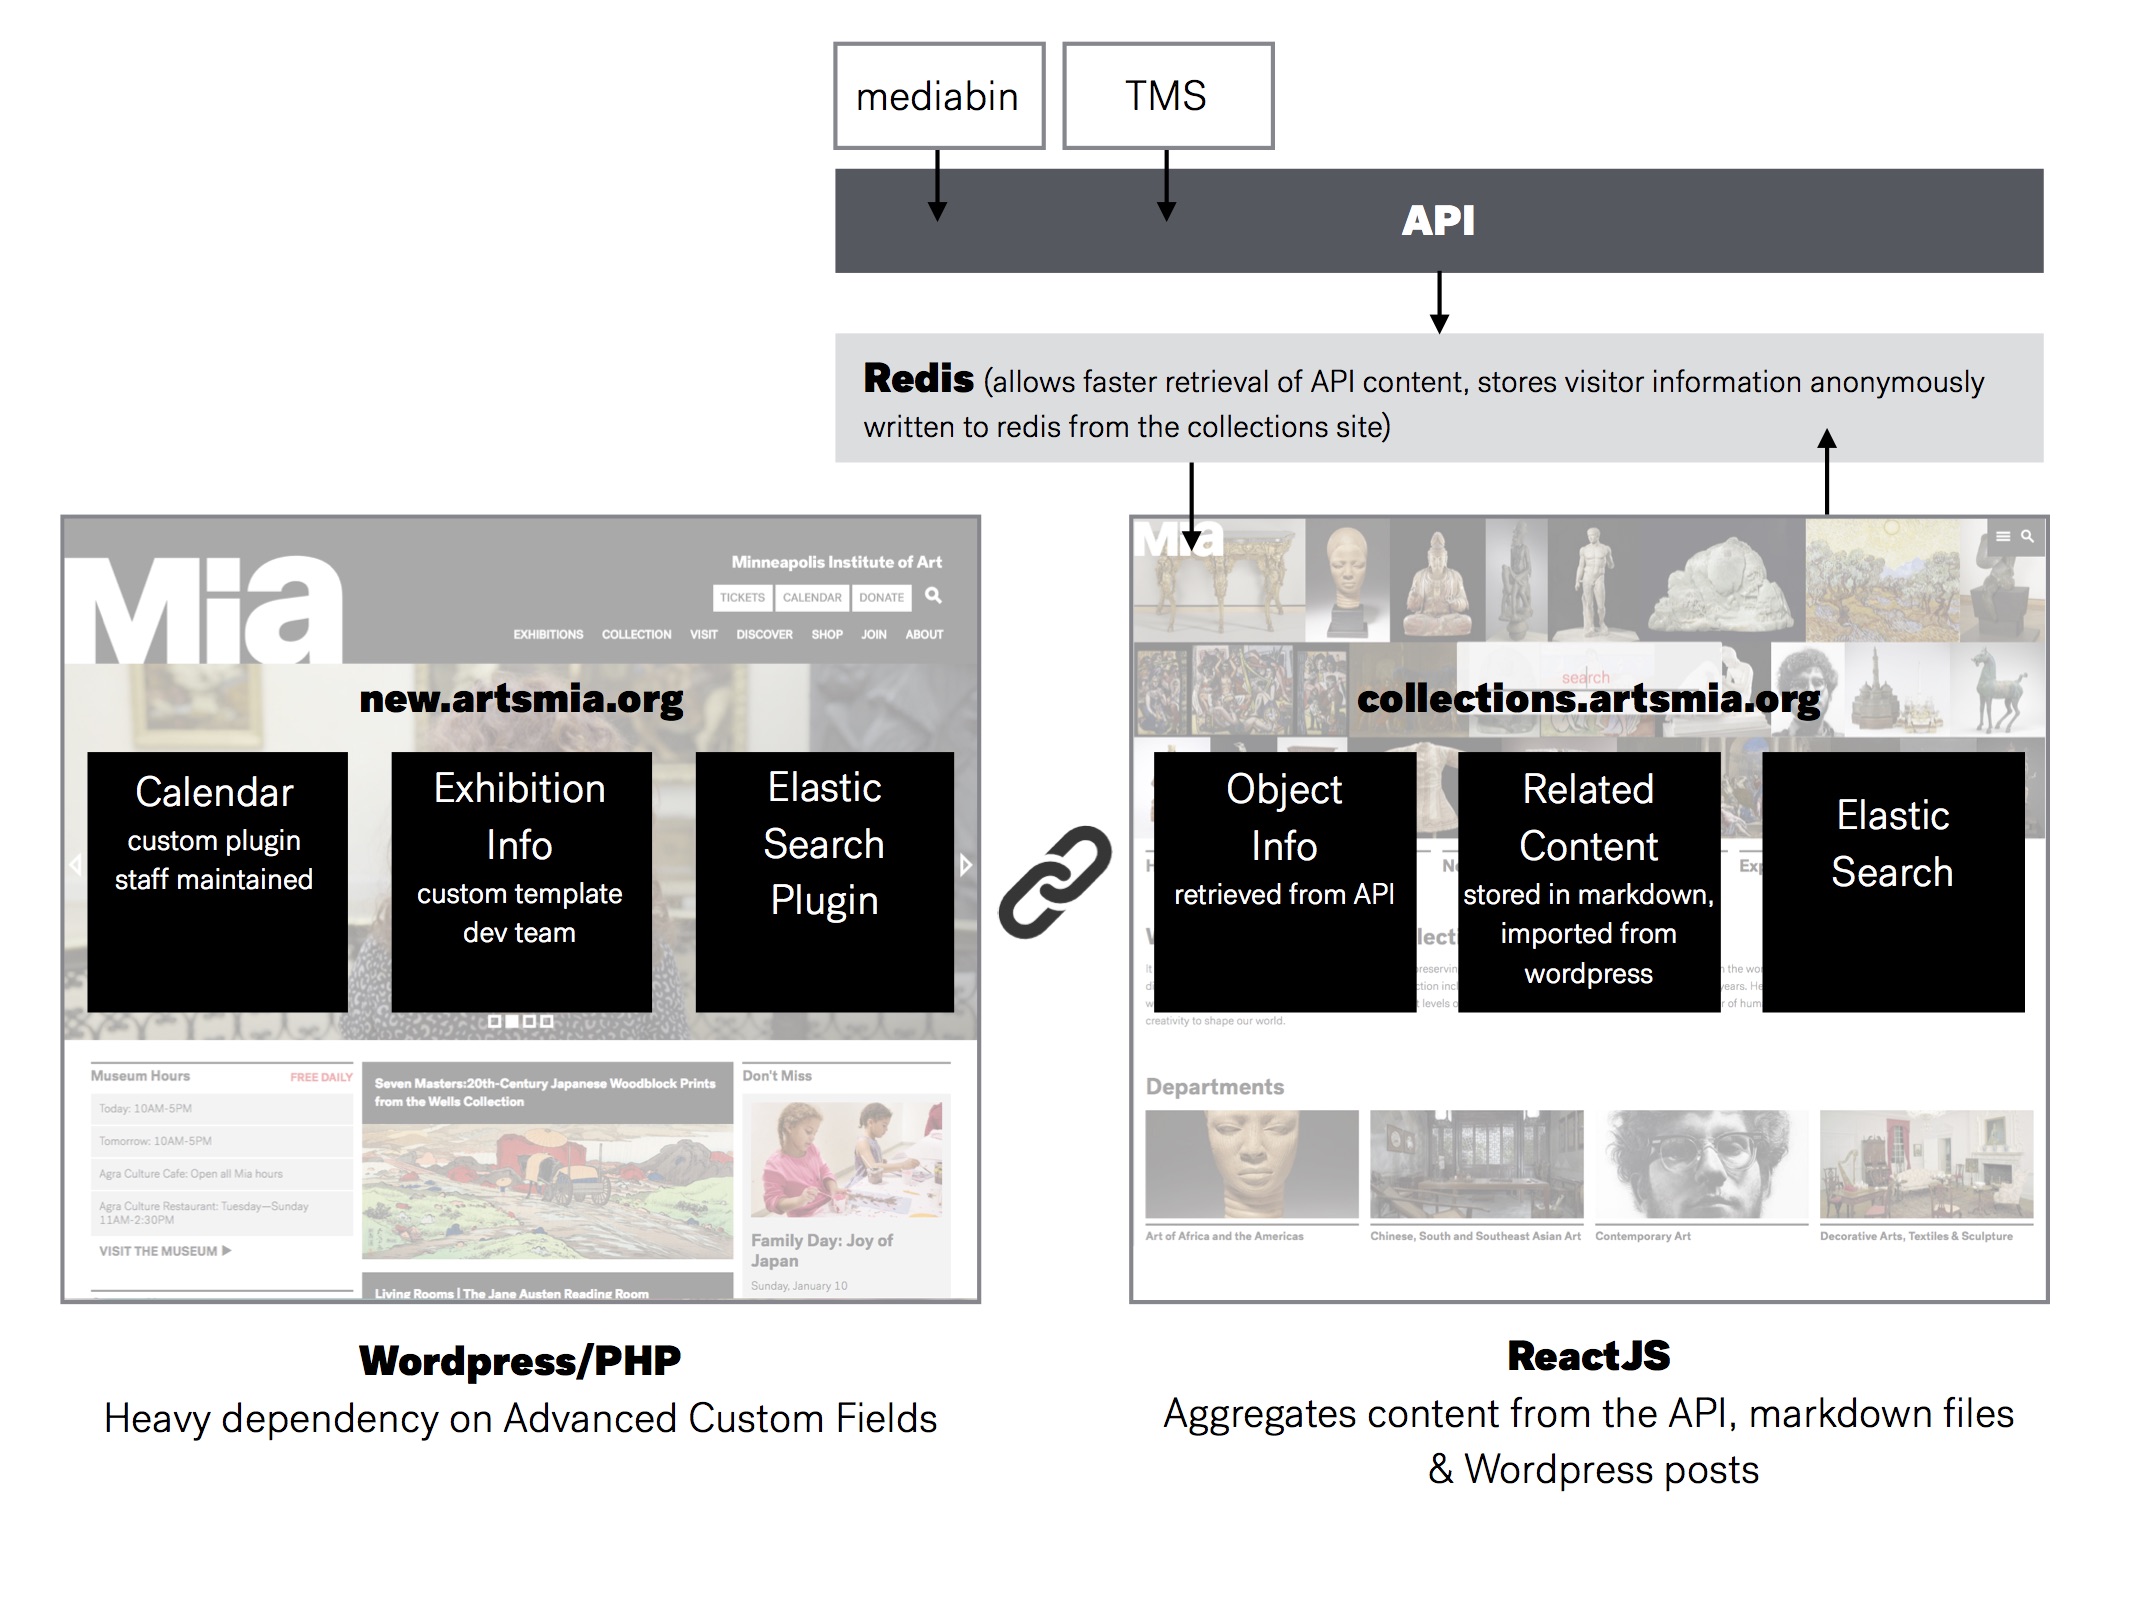 mediabin
TMS
API
Redis (allows faster retrieval of API content, stores visitor information anonymously
written to redis from the collections site)
Mia
Minneapolis Institute of Art
TICKETS CALENDAR DONATE
EXHIBITIONS COLLECTION VISIT DISCOVER SHOP JOIN ABOUT
new.artsmia.org
Calendar
custom plugin
staff maintained
Exhibition
Info
custom template
dev team
Elastic
Search
Plugin
Museum Hours FREE DAILY
Today: 10AM-5PM
Tomorrow: 10AM-5PM
Agra Culture Cafe: Open all Mia hours
Agra Culture Restaurant: Tuesday—Sunday
11AM-2:30PM
VISIT THE MUSEUM
Seven Masters:20th-Century Japanese Woodblock Prints
from the Wells Collection
Living Rooms | The Jane Austen Reading Room
Don't Miss
Family Day: Joy of
Japan
Sunday, January 10
Wordpress/PHP
Heavy dependency on Advanced Custom Fields
Mia
search
collections.artsmia.org
Object
Info
retrieved from API
Related
Content
stored in markdown,
imported from
wordpress
Elastic
Search
creativity to shape our world.
Departments
Art of Africa and the Americas
Chinese, South and Southeast Asian Art
Contemporary Art
Decorative Arts, Textiles & Sculpture
ReactJS
Aggregates content from the API, markdown files
& Wordpress posts